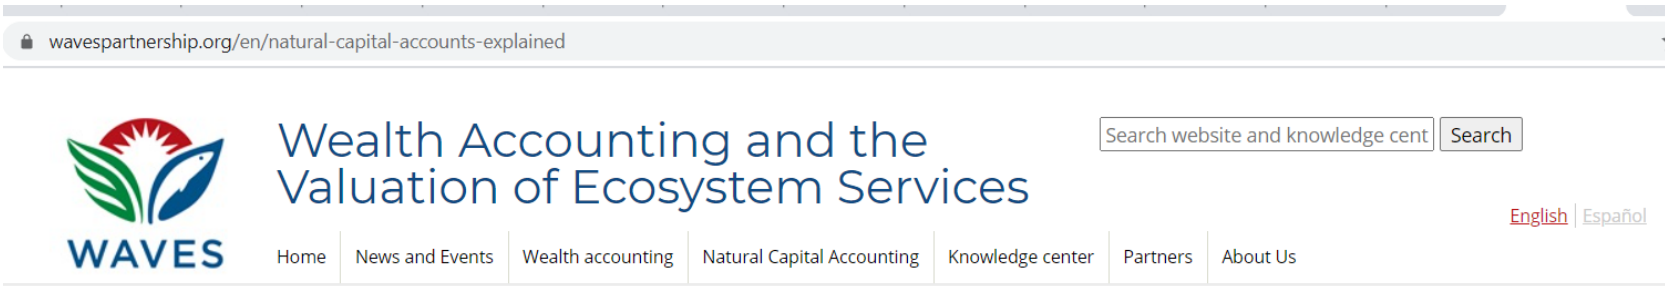 wavespartnership.org/en/natural-capital-accounts-explained
WAVES
Wealth Accounting and the
Valuation of Ecosystem Services
Search website and knowledge cent Search
English Español
Home News and Events Wealth accounting Natural Capital Accounting Knowledge center Partners About Us